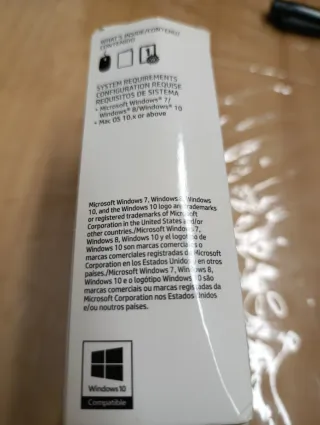 WHAT'S INSIDE/CONTENIDO
CONTENIDO
SYSTEM REQUIREMENTS
CONFIGURATION REQUISE
REQUISITOS DE SISTEMA
• Microsoft Windows® 7/
Windows® 8/Windows® 10
• Mac OS 10.x or above
Microsoft Windows 7, Windows 8, Windows
10, and the Windows 10 logo are trademarks
or registered trademarks of Microsoft
Corporation in the United States and/or
other countries./Microsoft Windows 7,
Windows 8, Windows 10 y el logotipo de
Windows 10 son marcas comerciales o
marcas comerciales registradas de Microsoft
Corporation en los Estados Unidos y en otros
países./Microsoft Windows 7, Windows 8,
Windows 10 e o logótipo Windows 10 são
marcas comerciais ou marcas registadas da
Microsoft Corporation nos Estados Unidos
e/ou noutros países.
Windows 10
Compatible